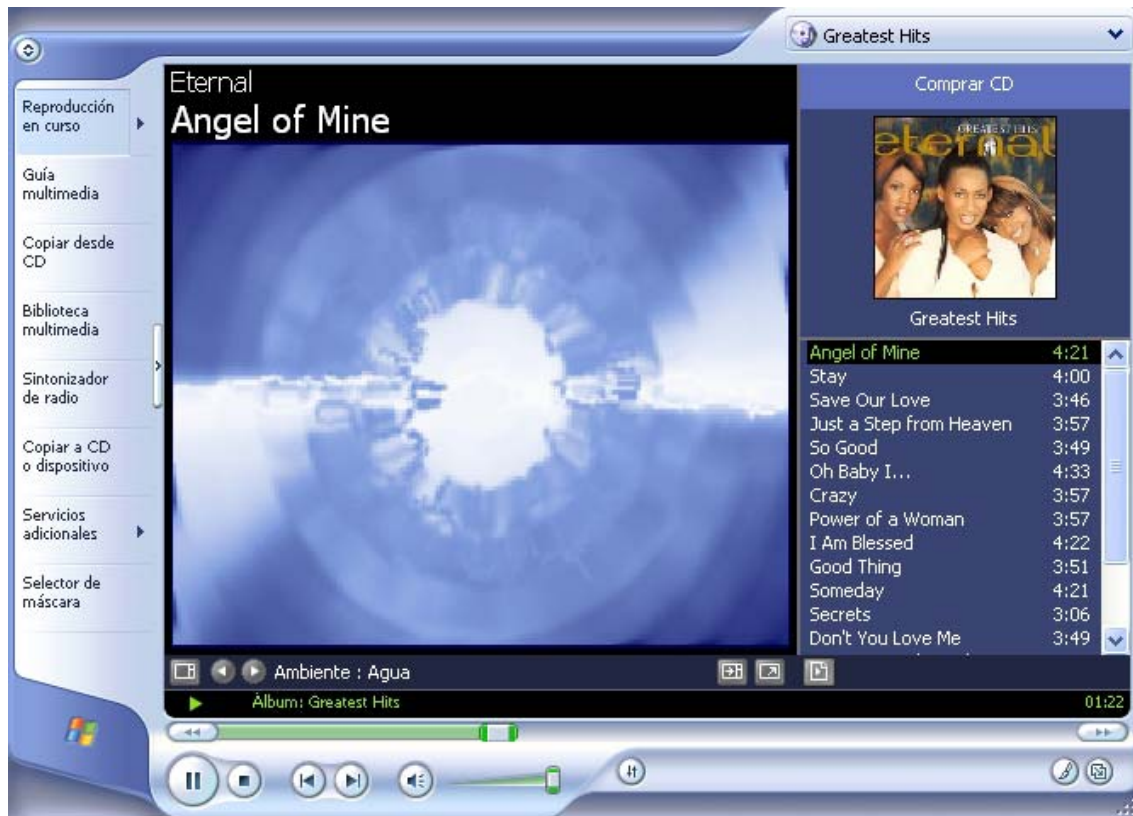 Greatest Hits
Reproducción
en curso
Guía
multimedia
Copiar desde
CD
Biblioteca
multimedia
Sintonizador
de radio
Copiar a CD
o dispositivo
Servicios
adicionales
Selector de
máscara
Eternal
Angel of Mine
Comprar CD
GREATEST HITS
eternal
Greatest Hits
Angel of Mine 4:21
Stay 4:00
Save Our Love 3:46
Just a Step from Heaven 3:57
So Good 3:49
Oh Baby I... 4:33
Crazy 3:57
Power of a Woman 3:57
I Am Blessed 4:22
Good Thing 3:51
Someday 4:21
Secrets 3:06
Don't You Love Me 3:49
Ambiente : Agua
Álbum: Greatest Hits 01:22